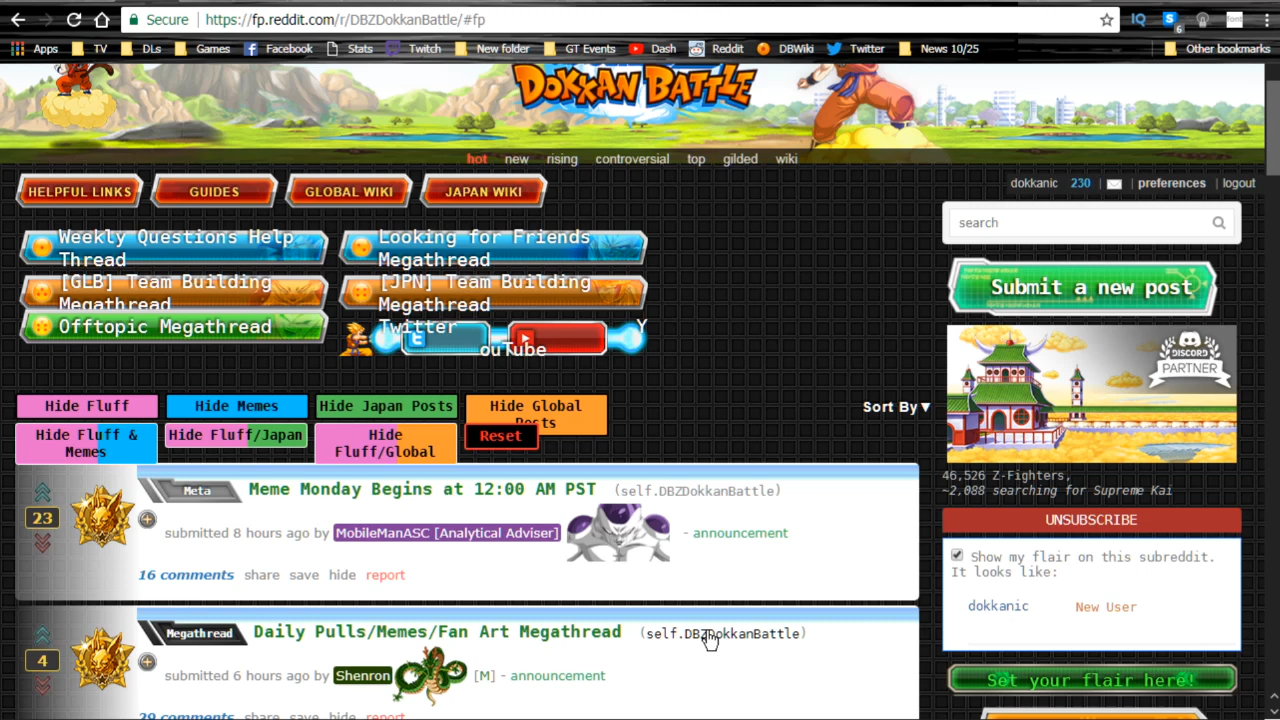 Secure https://fp.reddit.com/r/DBZDokkanBattle/#fp
IQ S 6 font
Apps TV DLs Games Facebook Stats Twitch New folder GT Events Dash Reddit DBWiki Twitter News 10/25 Other bookmarks
DOKKAN BATTLE
hot new rising controversial top gilded wiki
dokkanic 230 preferences logout
HELPFUL LINKS GUIDES GLOBAL WIKI JAPAN WIKI
search
Weekly Questions Help
Thread
Looking for Friends
Megathread
[GLB] Team Building
Megathread
[JPN] Team Building
Megathread
Offtopic Megathread
Twitter Y
ouTube
Submit a new post
DISCORD
PARTNER
Hide Fluff Hide Memes Hide Japan Posts Hide Global
Posts
Sort By▼
Hide Fluff &
Memes
Hide Fluff/Japan
Hide
Fluff/Global
Reset
46,526 Z-Fighters,
~2,088 searching for Supreme Kai
UNSUBSCRIBE
Show my flair on this subreddit.
It looks like:
dokkanic New User
Set your flair here!
23
Meta Meme Monday Begins at 12:00 AM PST (self.DBZDokkanBattle)
submitted 8 hours ago by MobileManASC [Analytical Adviser] - announcement
16 comments share save hide report
4
Megathread Daily Pulls/Memes/Fan Art Megathread (self.DBZDokkanBattle)
submitted 6 hours ago by Shenron [M] - announcement
29 comments share save hide report